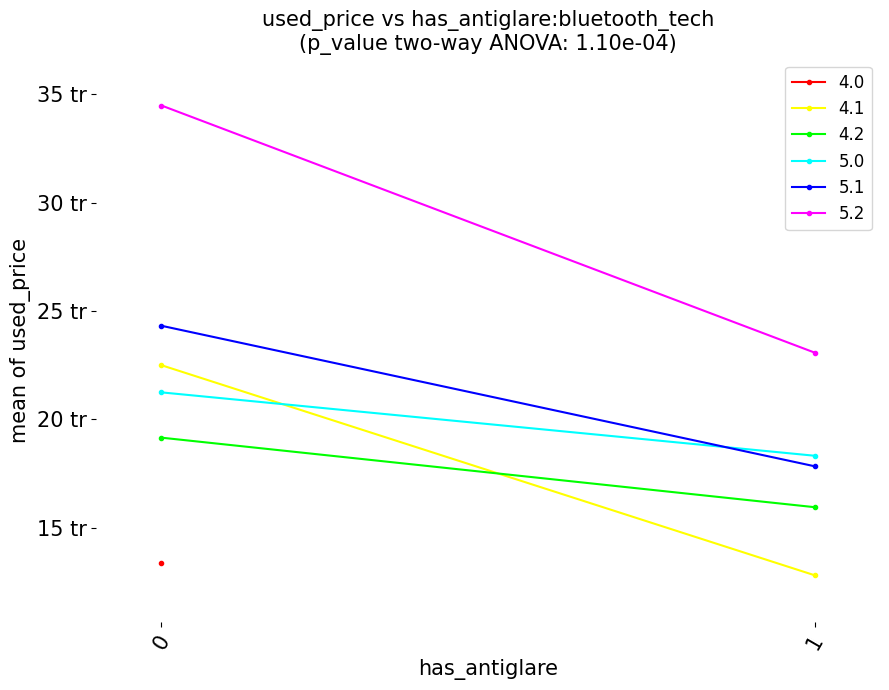 used_price vs has_antiglare:bluetooth_tech
(p_value two-way ANOVA: 1.10e-04)
4.0
4.1
4.2
5.0
5.1
5.2
35 tr
30 tr
25 tr
20 tr
15 tr
mean of used_price
0
1
has_antiglare